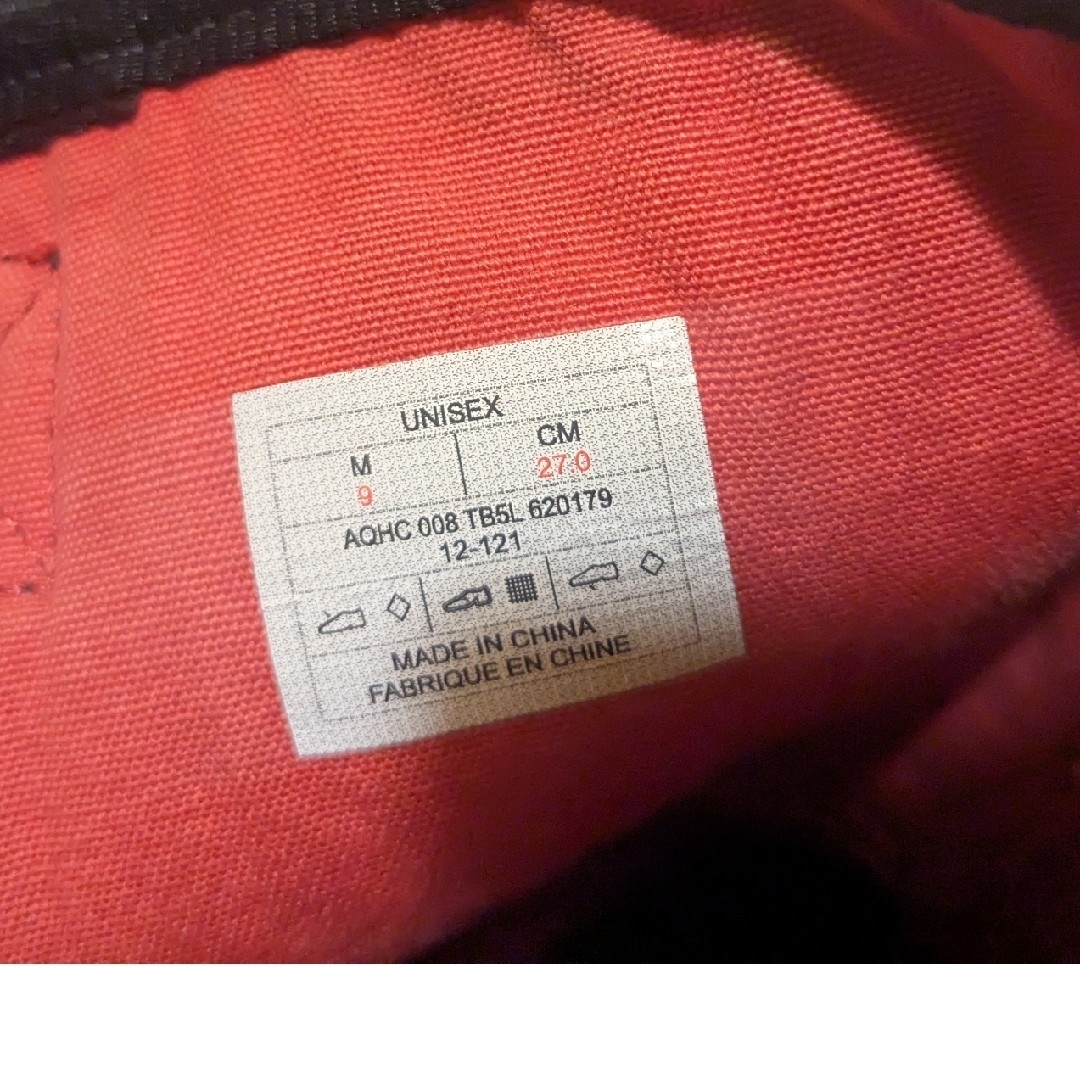 UNISEX
M CM
9 27.0
AQHC 008 TB5L 620179
12-121
MADE IN CHINA
FABRIQUE EN CHINE